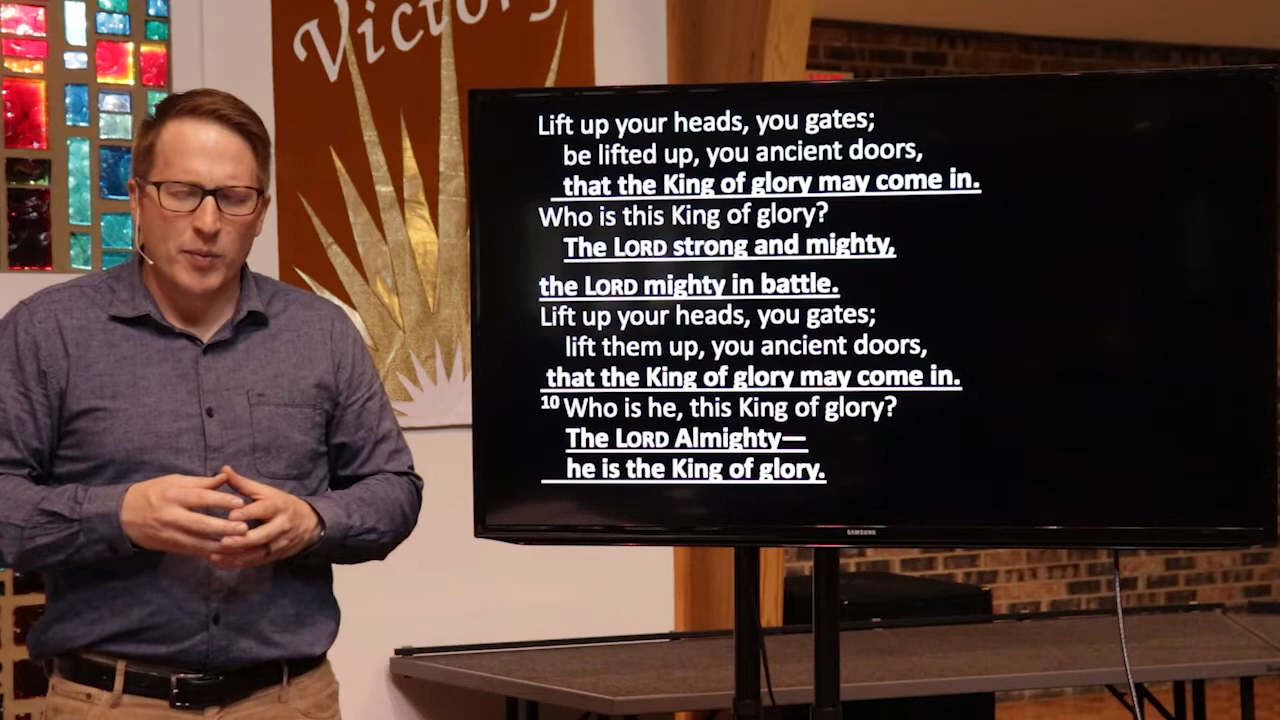 Victory
Lift up your heads, you gates;
be lifted up, you ancient doors,
that the King of glory may come in.
Who is this King of glory?
The LORD strong and mighty,
the LORD mighty in battle.
Lift up your heads, you gates;
lift them up, you ancient doors,
that the King of glory may come in.
10 Who is he, this King of glory?
The LORD Almighty—
he is the King of glory.
SAMSUNG